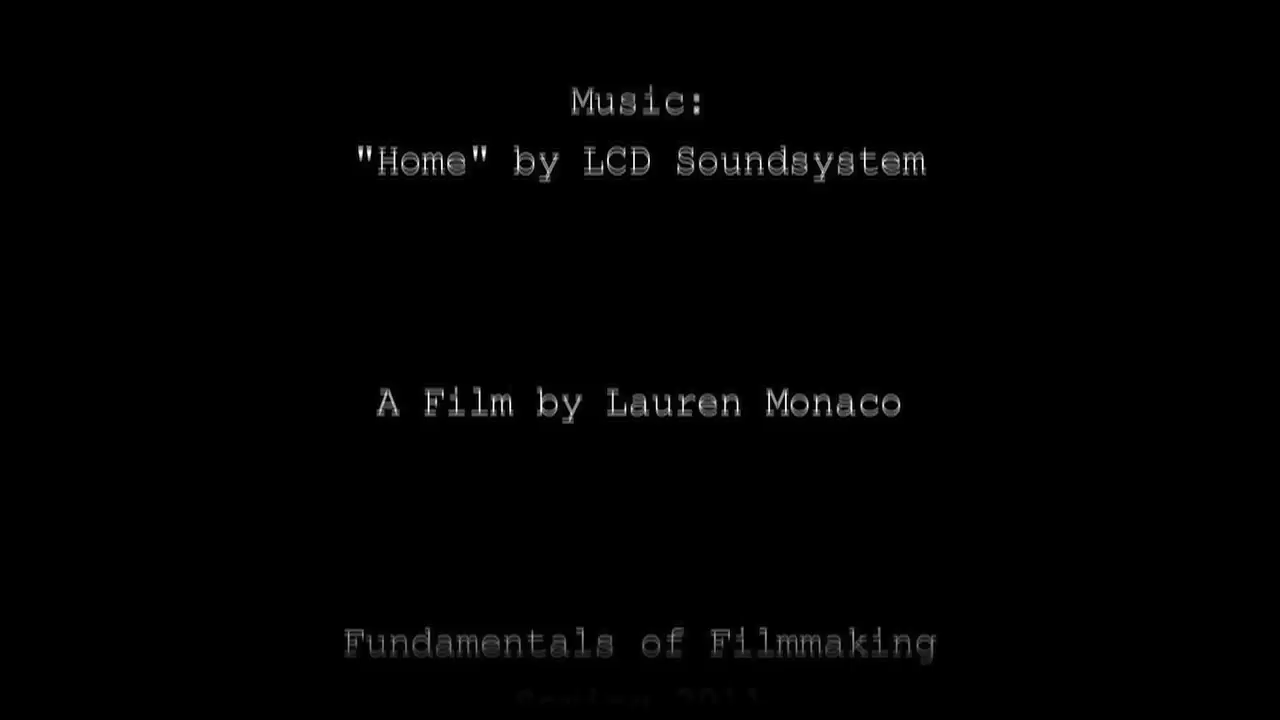 Music:
"Home" by LCD Soundsystem
A Film by Lauren Monaco
Fundamentals of Filmmaking